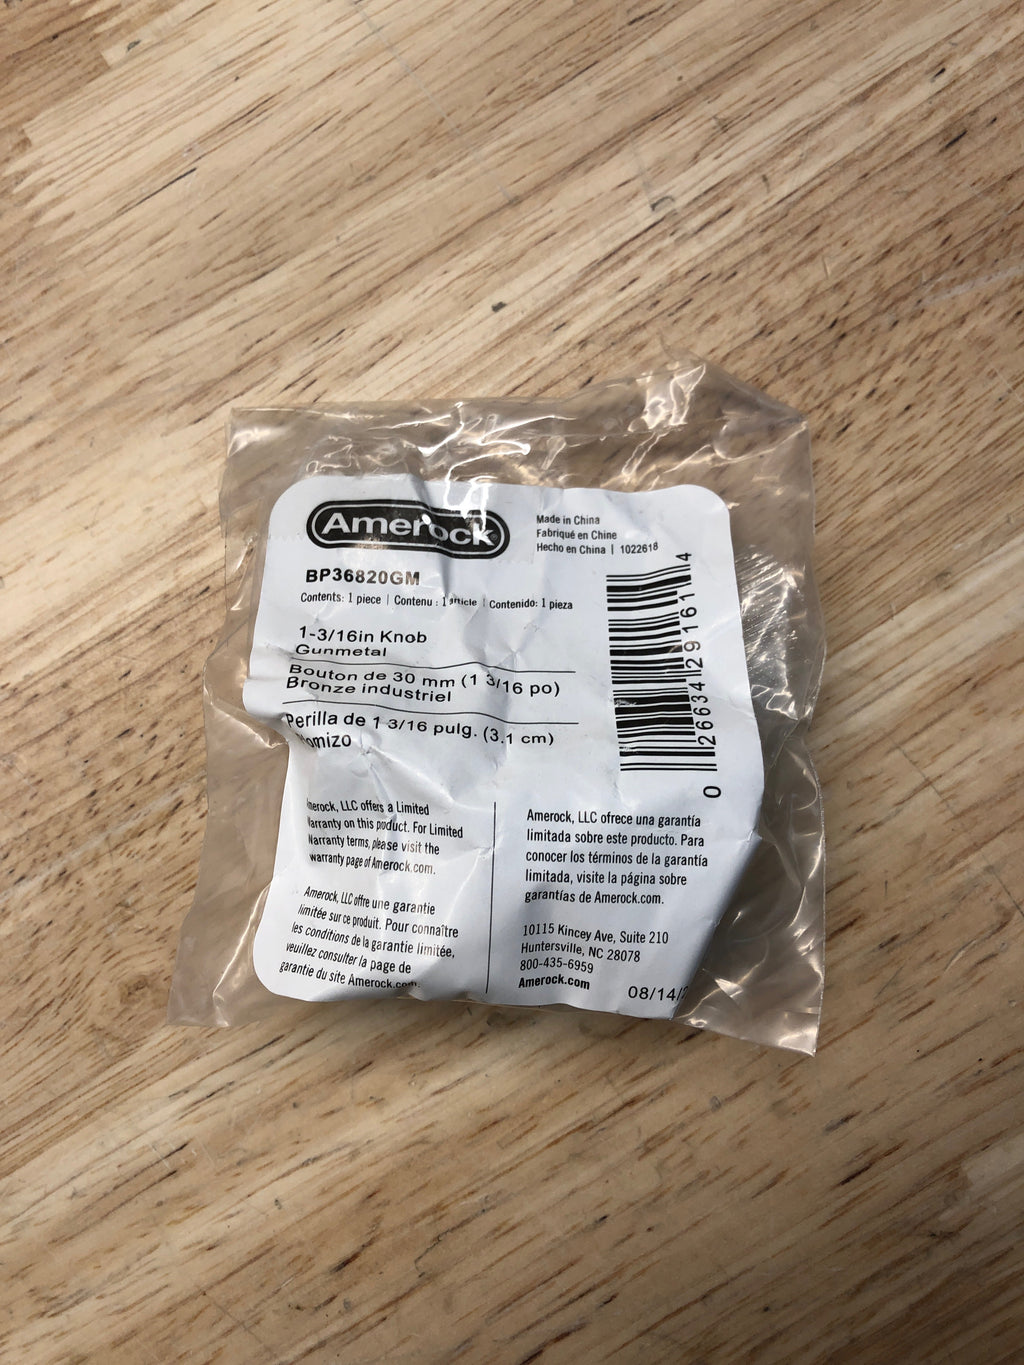 Amerock
Made in China
Fabriqué en Chine
Hecho en China | 1022618
BP36820GM
Contents: 1 piece | Contenu : 1 article | Contenido: 1 pieza
1-3/16in Knob
Gunmetal
Bouton de 30 mm (1 3/16 po)
Bronze industriel
Perilla de 1 3/16 pulg. (3.1 cm)
0 26634 29161 4
Amerock, LLC offers a Limited
Warranty on this product. For Limited
Warranty terms, please visit the
warranty page of Amerock.com.
Amerock, LLC offre une garantie
limitée sur ce produit. Pour connaître
les conditions de la garantie limitée,
veuillez consulter la page de
garantie du site Amerock.com.
Amerock, LLC ofrece una garantía
limitada sobre este producto. Para
conocer los términos de la garantía
limitada, visite la página sobre
garantías de Amerock.com.
10115 Kincey Ave, Suite 210
Huntersville, NC 28078
800-435-6959
Amerock.com
08/14/